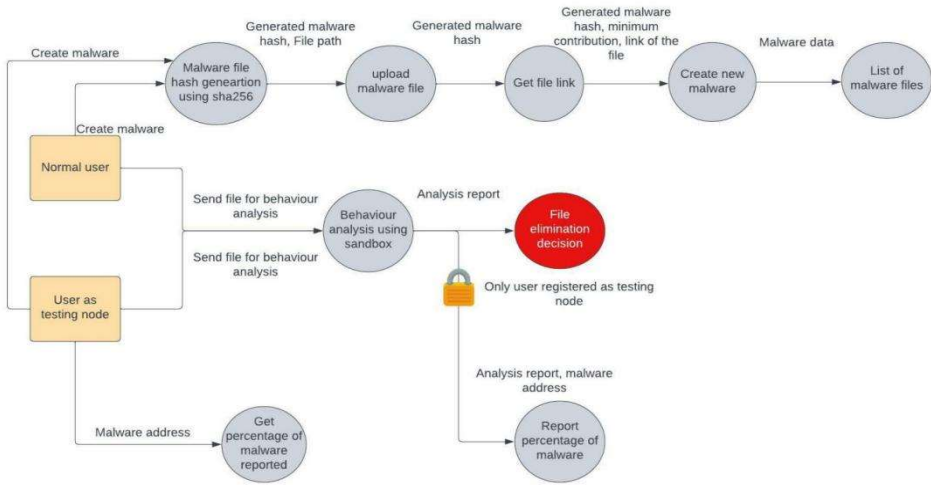 Generated malware
hash, File path
Generated malware
hash
Generated malware
hash, minimum
contribution, link of the
file
Malware data
Create malware
Malware file
hash geneartion
using sha256
upload
malware file
Get file link
Create new
malware
List of
malware files
Create malware
Normal user
Send file for behaviour
analysis
Behaviour
analysis using
sandbox
Analysis report
File
elimination
decision
Send file for behaviour
analysis
User as
testing node
Only user registered as testing
node
Analysis report, malware
address
Malware address
Get
percentage of
malware
reported
Report
percentage of
malware